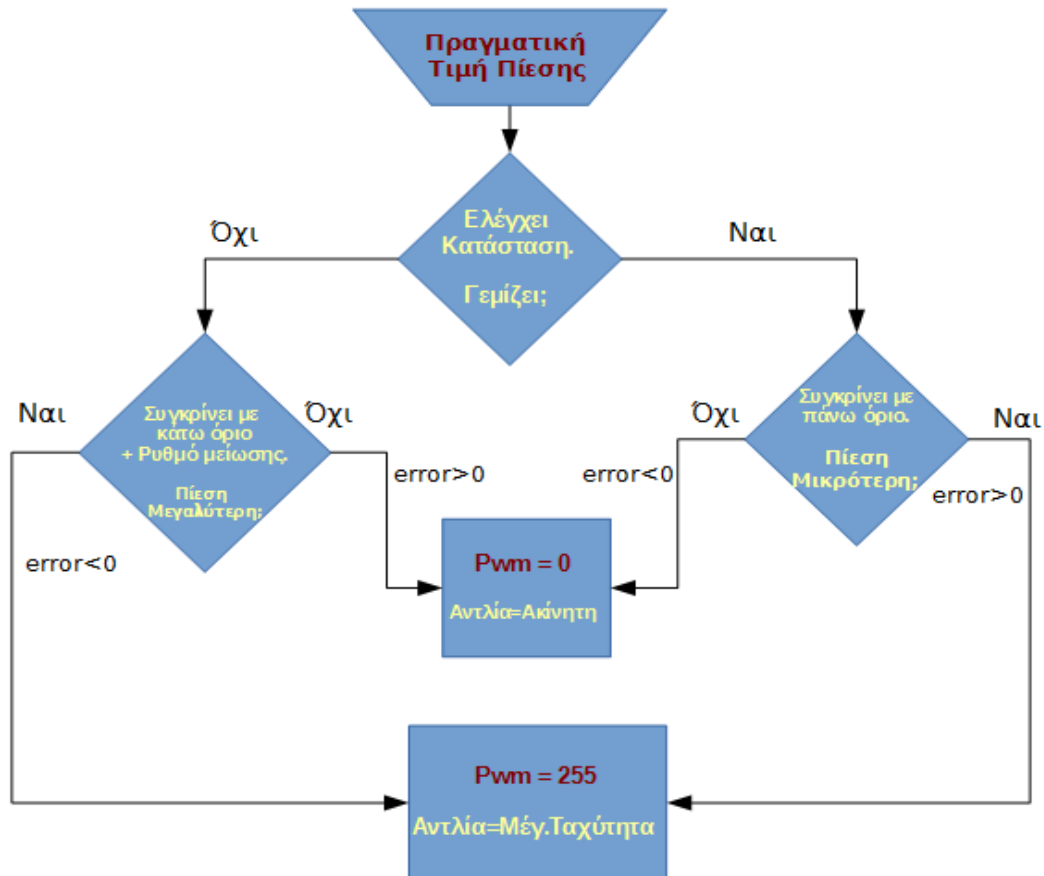 Πραγματική
Τιμή Πίεσης
Ελέγχει
Κατάσταση.
Γεμίζει;
Όχι
Ναι
Συγκρίνει με
κάτω όριο
+ Ρυθμό μείωσης.
Πίεση
Μεγαλύτερη;
Ναι
Όχι
error<0
error>0
Συγκρίνει με
πάνω όριο.
Πίεση
Μικρότερη;
Όχι
Ναι
error<0
error>0
Pwm = 0
Αντλία=Ακίνητη
Pwm = 255
Αντλία=Μέγ.Ταχύτητα